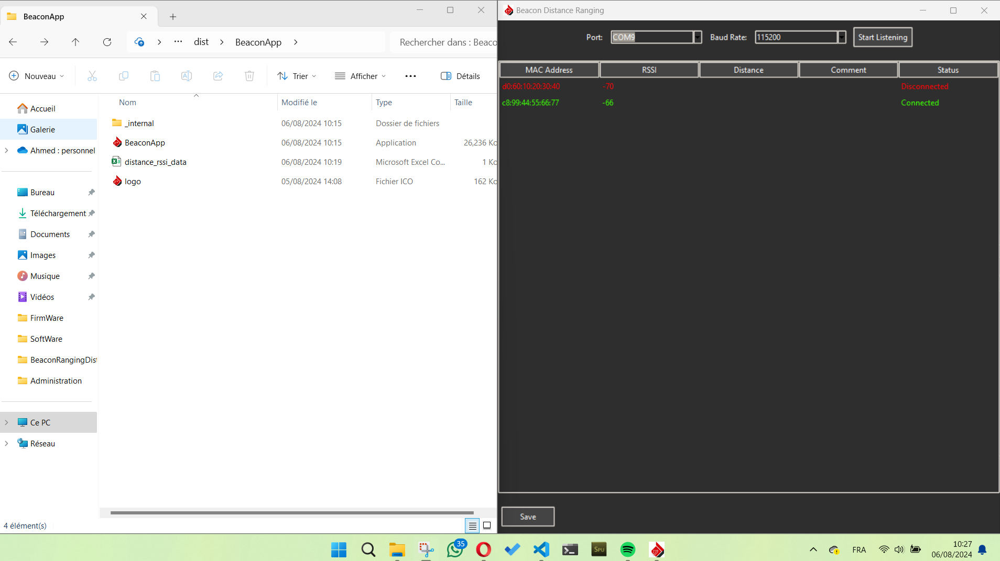 BeaconApp
dist
BeaconApp
Rechercher dans : Beaco
Nouveau
Trier
Afficher
Détails
Accueil
Galerie
Ahmed : personnel
Bureau
Téléchargement
Documents
Images
Musique
Vidéos
FirmWare
SoftWare
BeaconRangingDist
Administration
Ce PC
Réseau
Nom Modifié le Type Taille
_internal 06/08/2024 10:15 Dossier de fichiers
BeaconApp 06/08/2024 10:15 Application 26,236 Ko
distance_rssi_data 06/08/2024 10:19 Microsoft Excel Co... 1 Ko
logo 05/08/2024 14:08 Fichier ICO 162 Ko
4 élément(s)
Beacon Distance Ranging
Port: COM9 Baud Rate: 115200 Start Listening
MAC Address RSSI Distance Comment Status
d0:60:10:20:30:40 -70 Disconnected
c8:99:44:55:66:77 -66 Connected
Save
35
SPU
FRA
10:27
06/08/2024